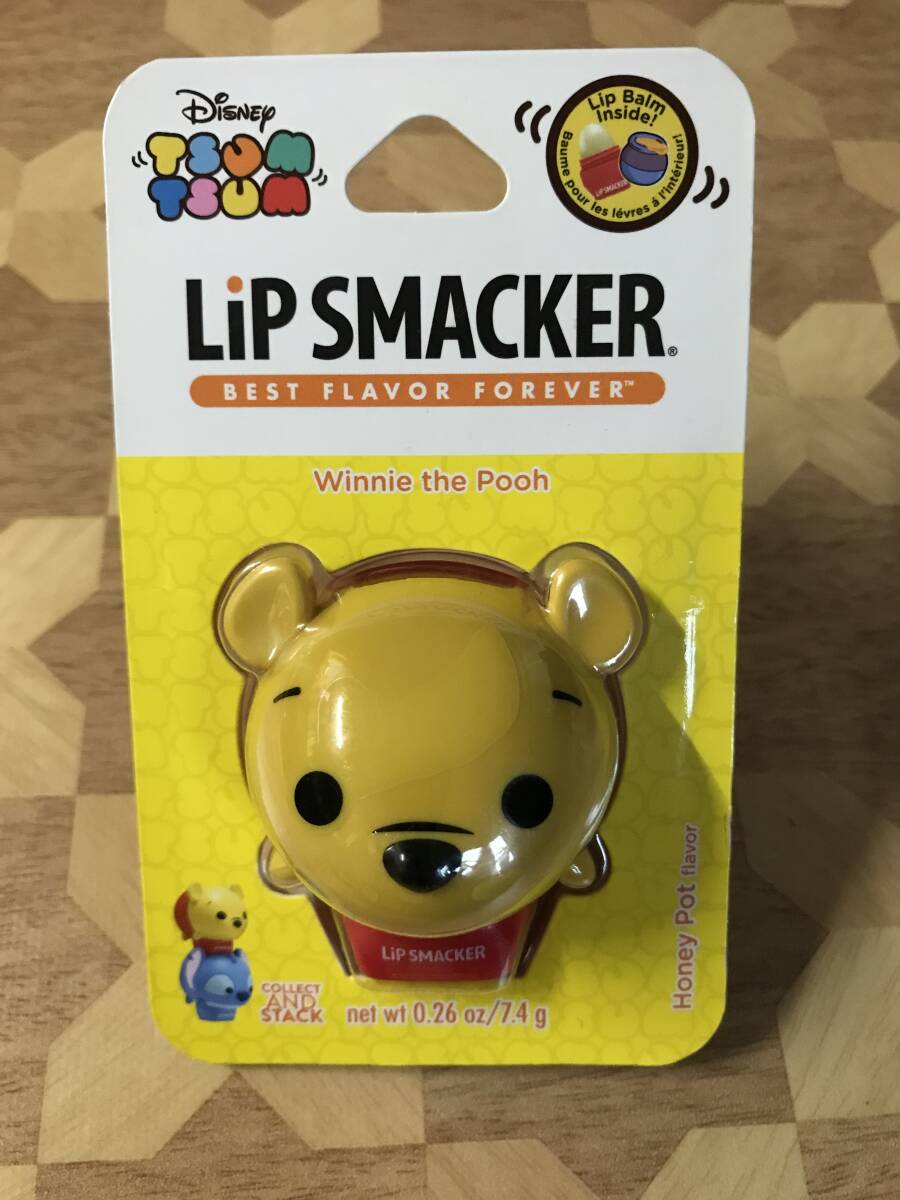 Disney
TSUM
TSUM
Lip Balm
Inside!
LIP SMACKER
Baume pour les lévres á l'intérieur!
LiP SMACKER®
BEST FLAVOR FOREVER™
Winnie the Pooh
LiP SMACKER
Honey Pot flavor
COLLECT
AND
STACK
net wt 0.26 oz/7.4 g